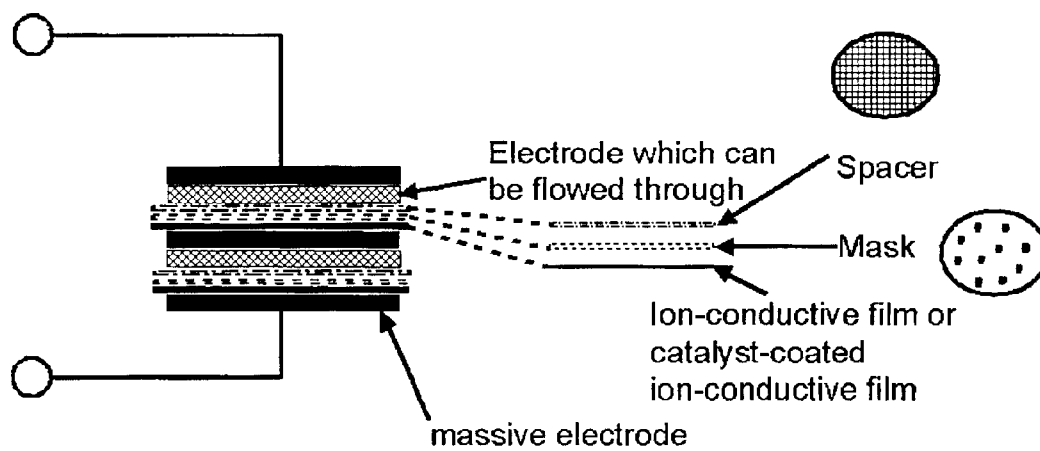 Electrode which can
be flowed through
Spacer
Mask
Ion-conductive film or
catalyst-coated
ion-conductive film
massive electrode